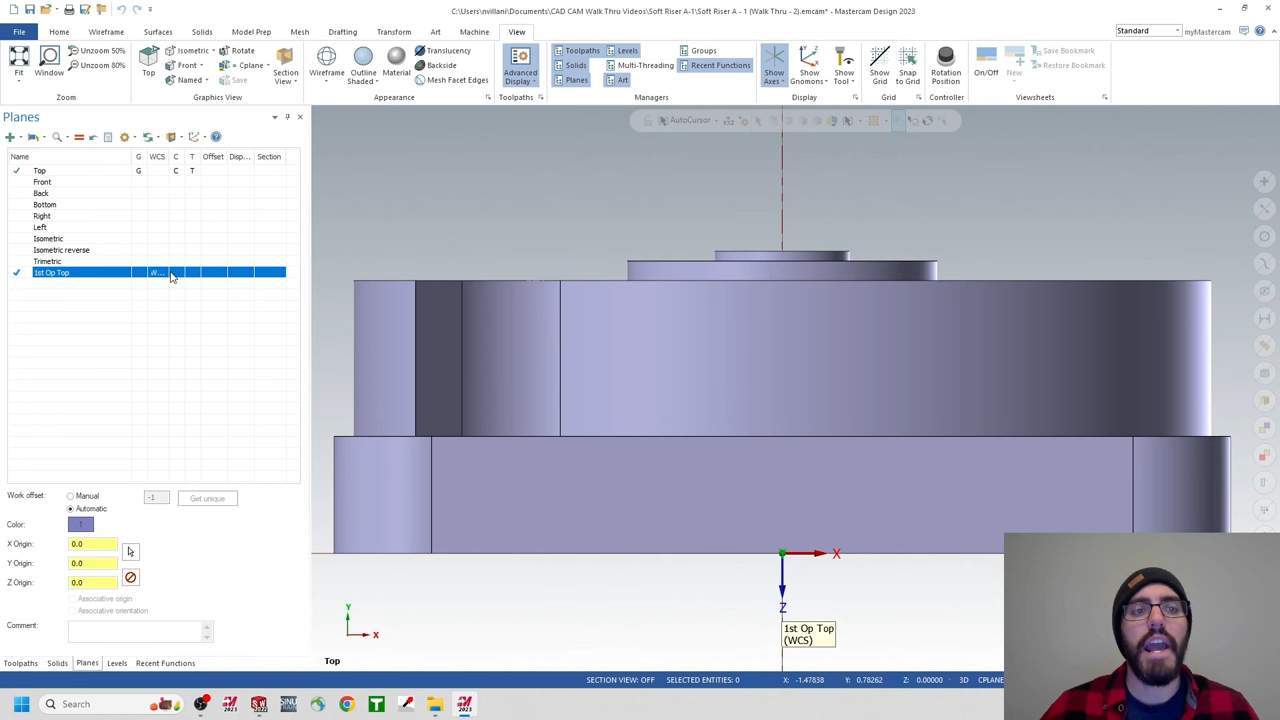 C:\Users\nvillani\Documents\CAD CAM Walk Thru Videos\Soft Riser A-1\Soft Riser A - 1 (Walk Thru - 2).emcam* - Mastercam Design 2023
File Home Wireframe Surfaces Solids Model Prep Mesh Drafting Transform Art Machine View
Standard myMastercam
Fit Window Unzoom 50% Unzoom 80%
Zoom
Top Isometric Front Named Rotate = Cplane Save Section View
Graphics View
Wireframe Outline Shaded Material Translucency Backside Mesh Facet Edges
Appearance
Advanced Display
Toolpaths
Toolpaths Solids Planes Levels Multi-Threading Art Groups Recent Functions
Managers
Show Axes Show Gnomons Show Tool
Display
Show Grid Snap to Grid
Grid
Rotation Position
Controller
On/Off New Save Bookmark Restore Bookmark
Viewsheets
Planes
AutoCursor
Name G WCS C T Offset Disp... Section
Top G C T
Front
Back
Bottom
Right
Left
Isometric
Isometric reverse
Trimetric
1st Op Top W...
Work offset: Manual -1 Get unique
Automatic
Color: 1
X Origin: 0.0
Y Origin: 0.0
Z Origin: 0.0
Associative origin
Associative orientation
Comment:
X
Z
1st Op Top
(WCS)
Y
X
Top
Toolpaths Solids Planes Levels Recent Functions
SECTION VIEW: OFF SELECTED ENTITIES: 0 X: -1.47838 Y: 0.78262 Z: 0.00000 3D CPLANE
Search